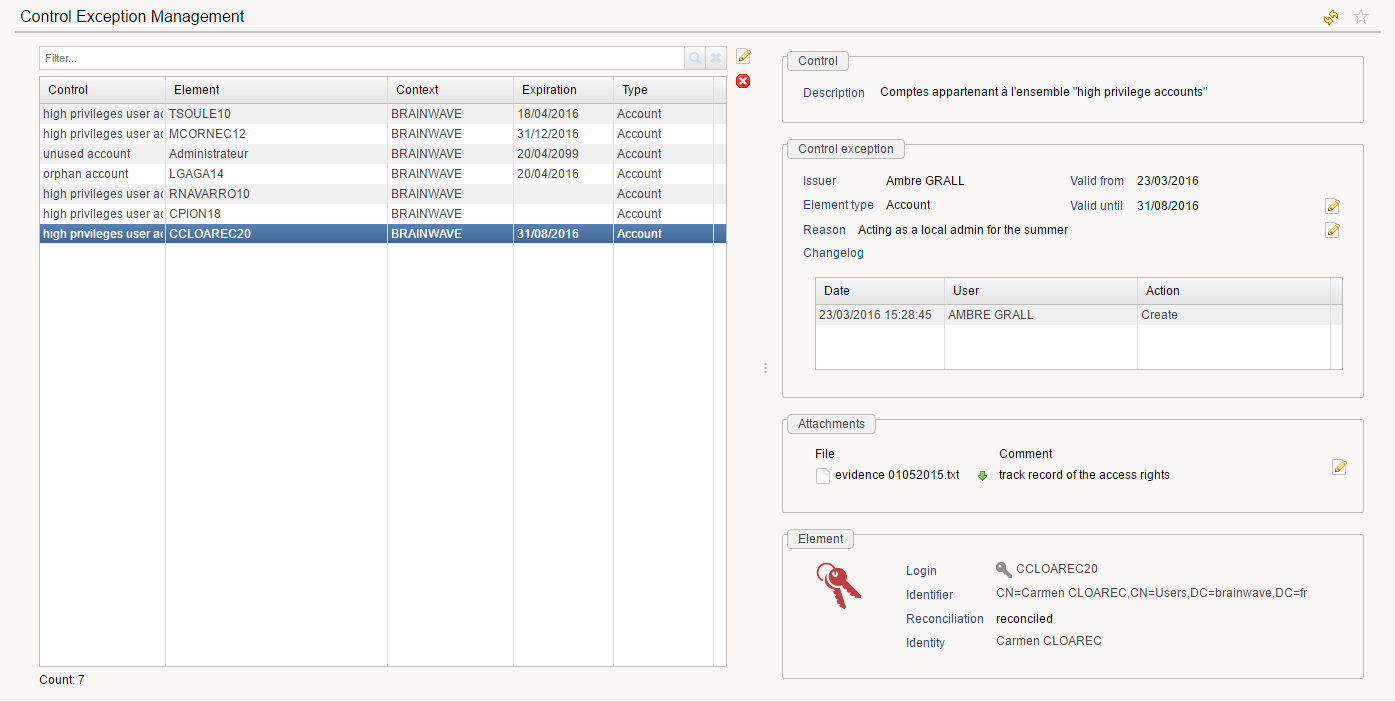 Control Exception Management
Filter...
Control Element Context Expiration Type
high privileges user ac TSOULE10 BRAINWAVE 18/04/2016 Account
high privileges user ac MCORNEC12 BRAINWAVE 31/12/2016 Account
unused account Administrateur BRAINWAVE 20/04/2099 Account
orphan account LGAGA14 BRAINWAVE 20/04/2016 Account
high privileges user ac RNAVARRO10 BRAINWAVE Account
high privileges user ac CPION18 BRAINWAVE Account
high privileges user ac CCLOAREC20 BRAINWAVE 31/08/2016 Account
Count: 7
Control
Description Comptes appartenant à l'ensemble "high privilege accounts"
Control exception
Issuer Ambre GRALL Valid from 23/03/2016
Element type Account Valid until 31/08/2016
Reason Acting as a local admin for the summer
Changelog
Date User Action
23/03/2016 15:28:45 AMBRE GRALL Create
Attachments
File Comment
evidence 01052015.txt track record of the access rights
Element
Login CCLOAREC20
Identifier CN=Carmen CLOAREC,CN=Users,DC=brainwave,DC=fr
Reconciliation reconciled
Identity Carmen CLOAREC